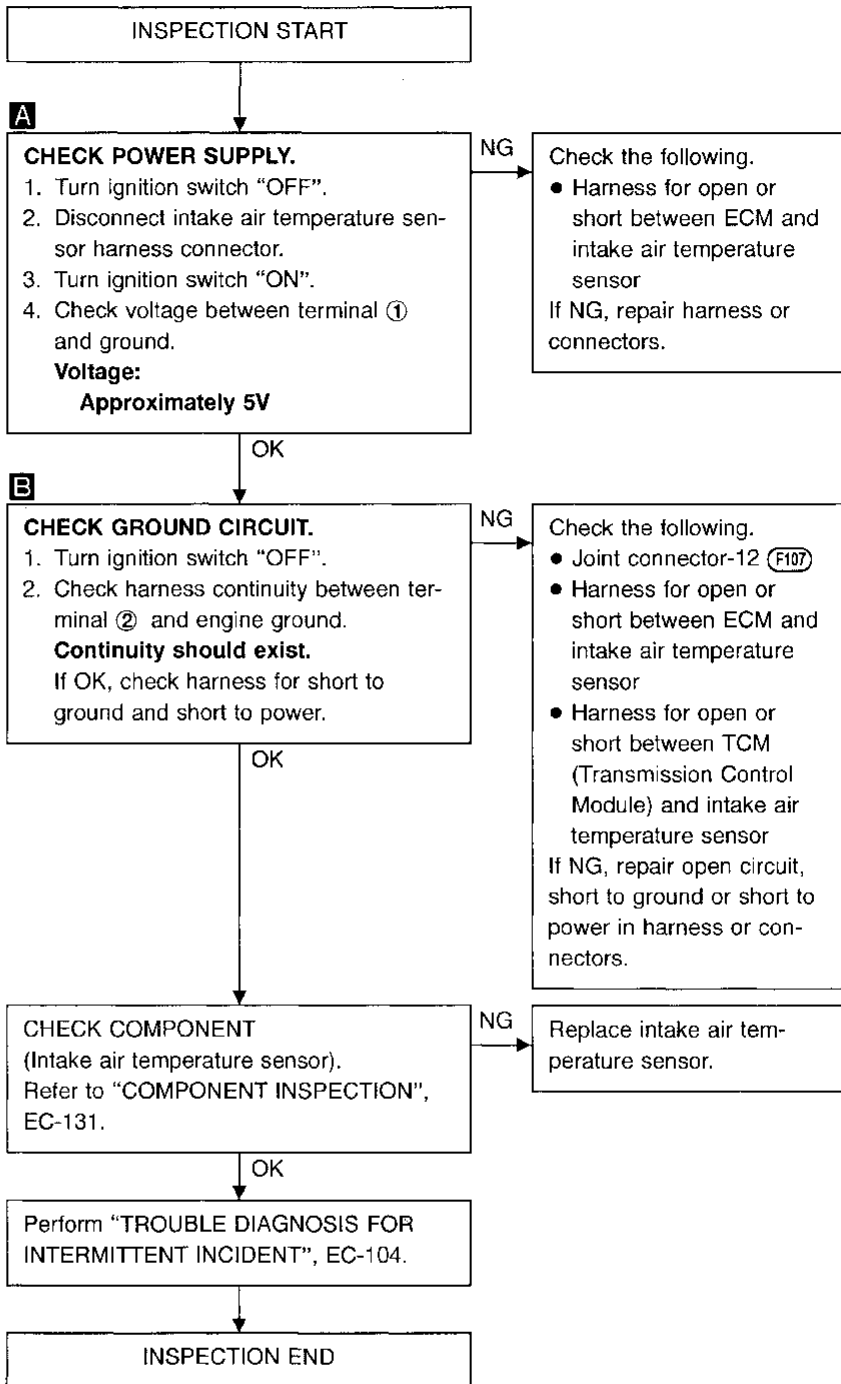 INSPECTION START
A
CHECK POWER SUPPLY.
1. Turn ignition switch “OFF”.
2. Disconnect intake air temperature sen-
sor harness connector.
3. Turn ignition switch “ON”.
4. Check voltage between terminal ①
and ground.
Voltage:
Approximately 5V
NG
Check the following.
● Harness for open or
short between ECM and
intake air temperature
sensor
If NG, repair harness or
connectors.
OK
B
CHECK GROUND CIRCUIT.
1. Turn ignition switch “OFF”.
2. Check harness continuity between ter-
minal ② and engine ground.
Continuity should exist.
If OK, check harness for short to
ground and short to power.
NG
Check the following.
● Joint connector-12 (F107)
● Harness for open or
short between ECM and
intake air temperature
sensor
● Harness for open or
short between TCM
(Transmission Control
Module) and intake air
temperature sensor
If NG, repair open circuit,
short to ground or short to
power in harness or con-
nectors.
OK
CHECK COMPONENT
(Intake air temperature sensor).
Refer to “COMPONENT INSPECTION”,
EC-131.
NG
Replace intake air tem-
perature sensor.
OK
Perform “TROUBLE DIAGNOSIS FOR
INTERMITTENT INCIDENT”, EC-104.
INSPECTION END